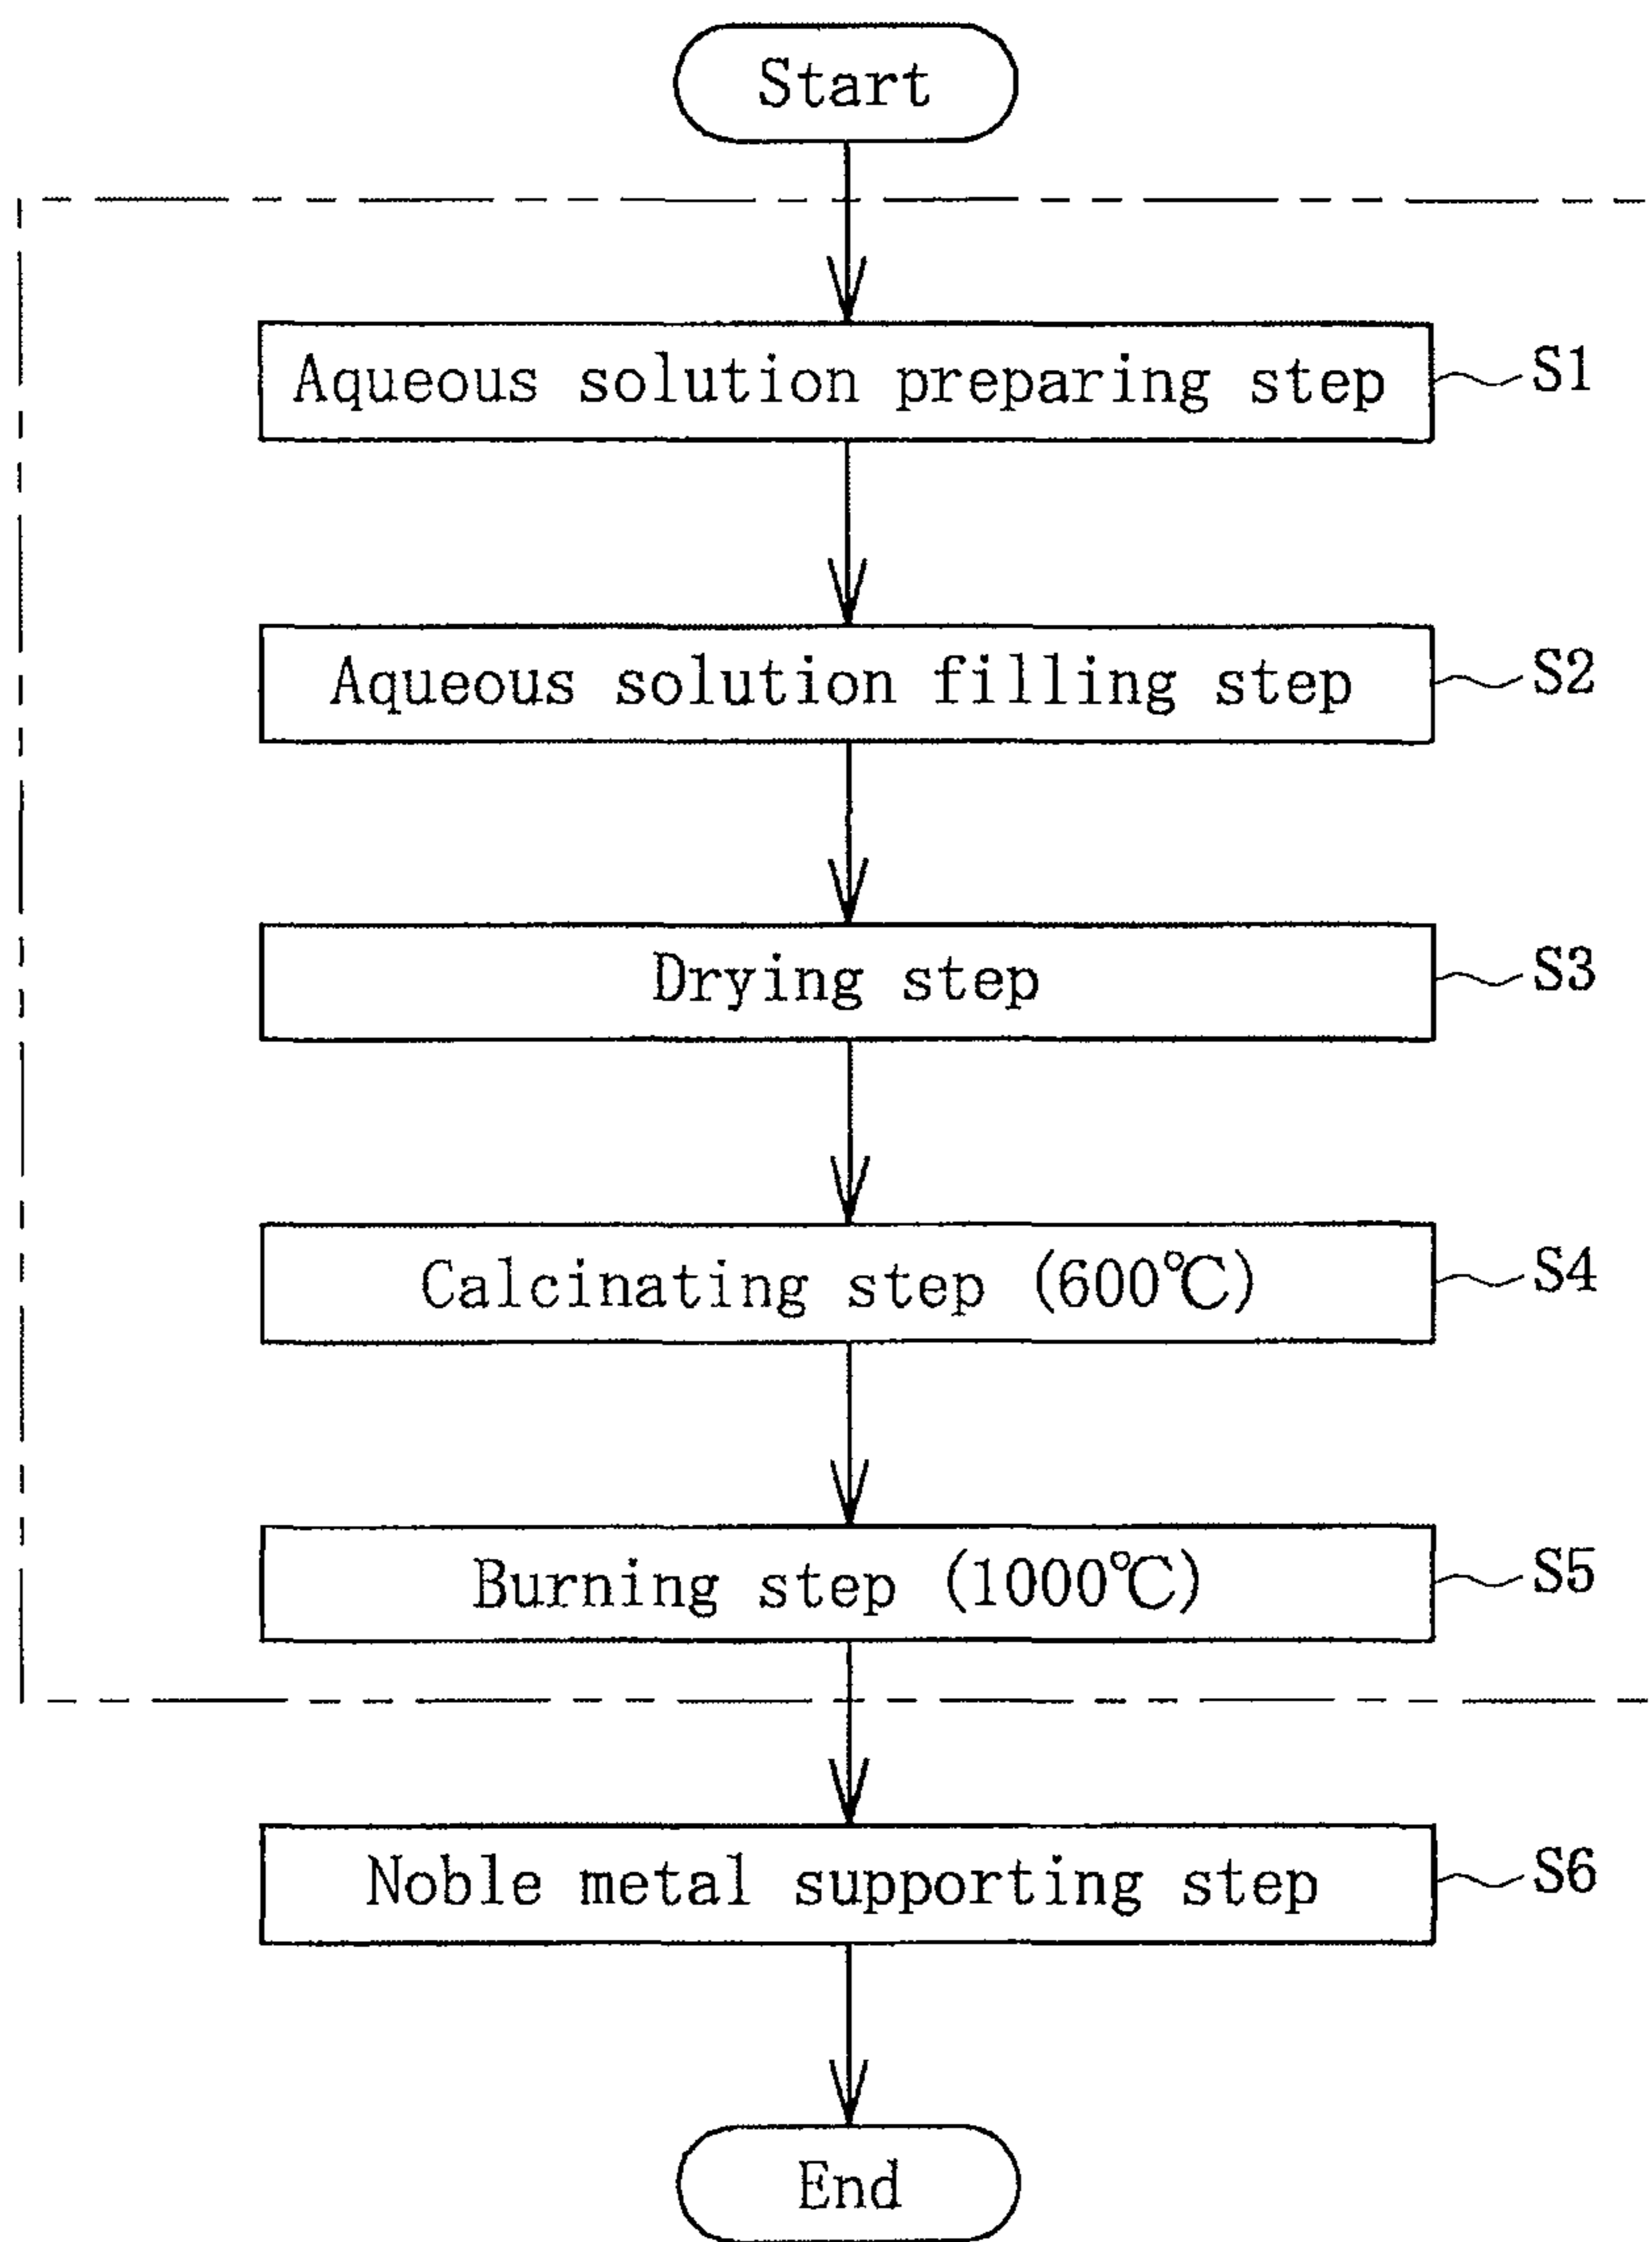 Start
Aqueous solution preparing step
S1
Aqueous solution filling step
S2
Drying step
S3
Calcinating step (600℃)
S4
Burning step (1000℃)
S5
Noble metal supporting step
S6
End